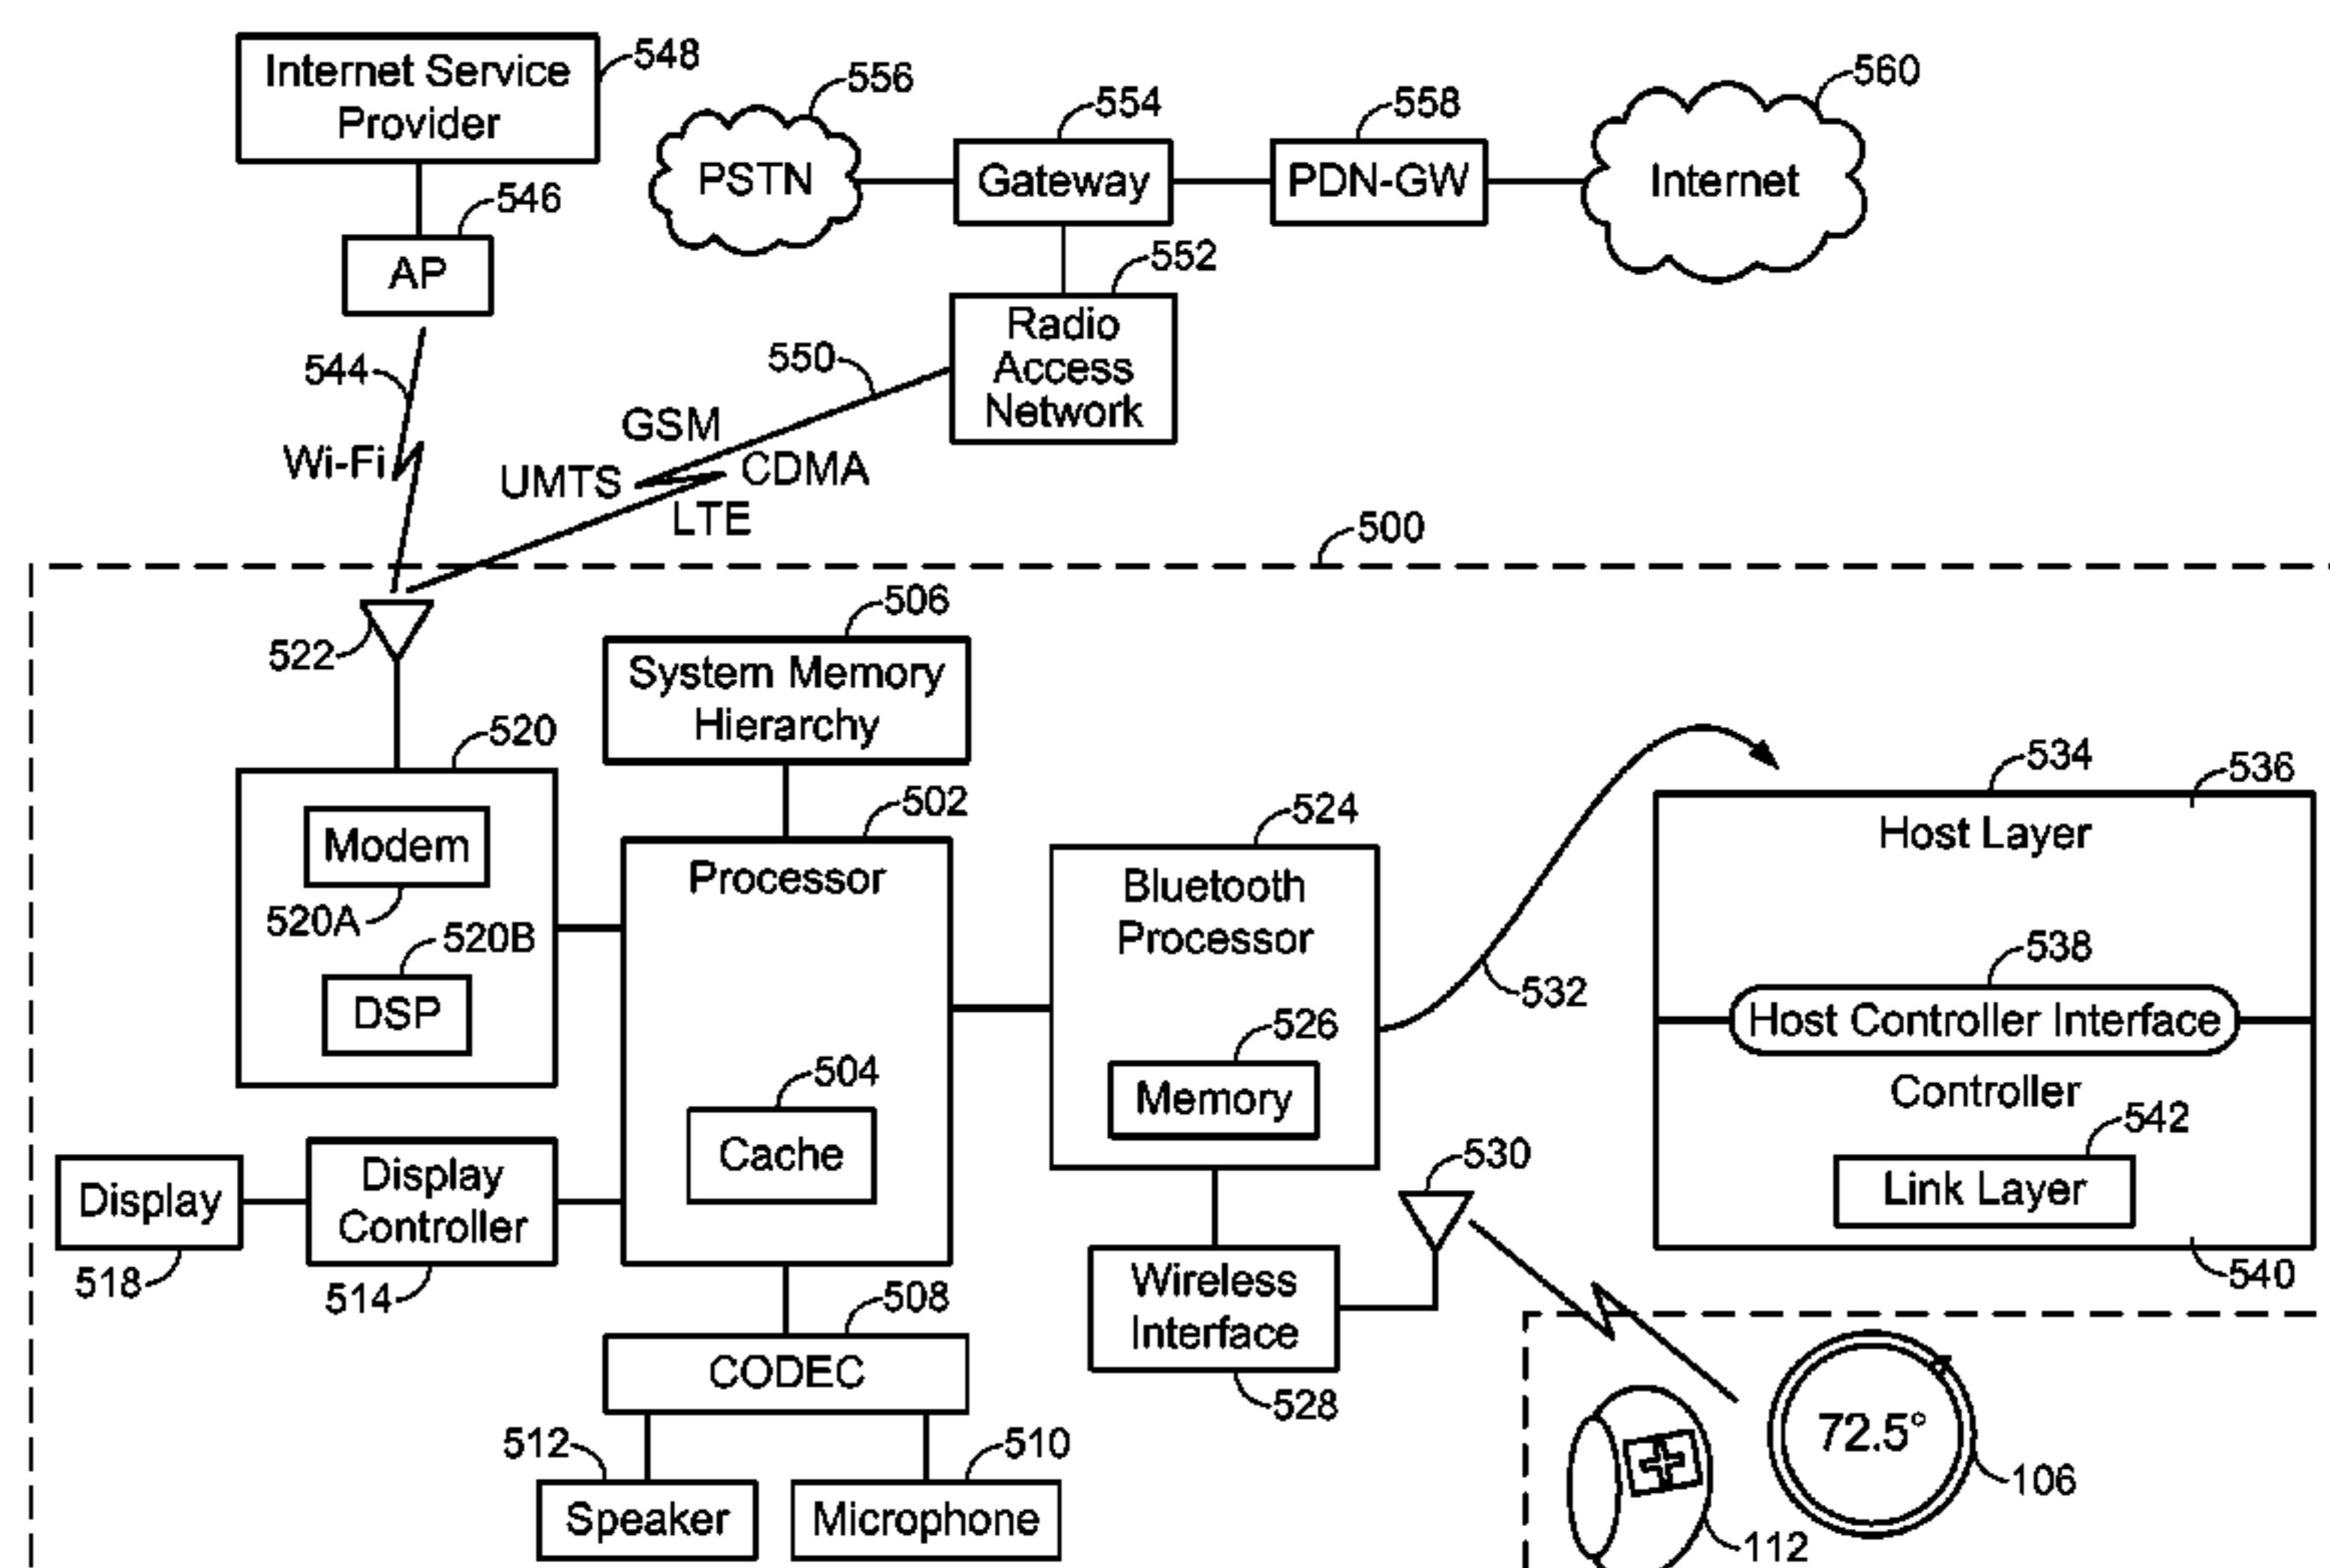 Internet Service
Provider
548
556
554
558
560
PSTN
Gateway
PDN-GW
Internet
546
AP
552
Radio
Access
Network
544
550
GSM
Wi-Fi
UMTS
CDMA
LTE
500
522
506
System Memory
Hierarchy
520
502
524
534
536
Modem
520A
520B
DSP
Processor
504
Cache
Bluetooth
Processor
526
Memory
532
Host Layer
538
Host Controller Interface
Controller
542
Link Layer
540
Display
518
Display
Controller
514
530
Wireless
Interface
528
508
CODEC
512
510
Speaker
Microphone
72.5°
106
112